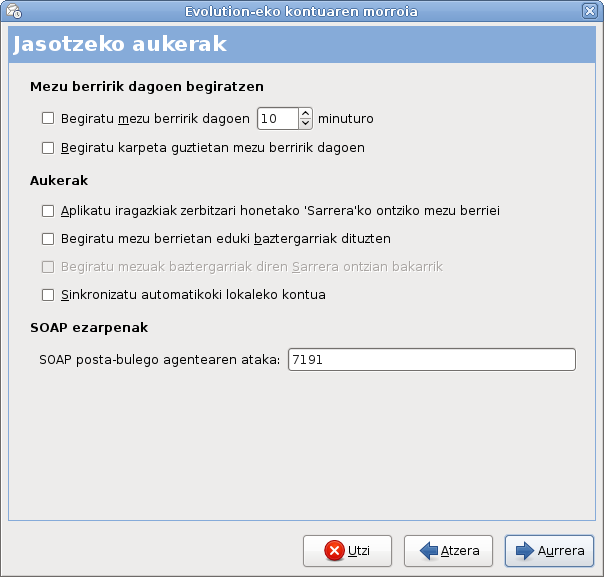 Evolution-eko kontuaren morroia
Jasotzeko aukerak
Mezu berririk dagoen begiratzen
Begiratu mezu berririk dagoen 10 minuturo
Begiratu karpeta guztietan mezu berririk dagoen
Aukerak
Aplikatu iragazkiak zerbitzari honetako 'Sarrera'ko ontziko mezu berriei
Begiratu mezu berrietan eduki baztergarriak dituzten
Begiratu mezuak baztergarriak diren Sarrera ontzian bakarrik
Sinkronizatu automatikoki lokaleko kontua
SOAP ezarpenak
SOAP posta-bulego agentearen ataka: 7191
Utzi Atzera Aurrera